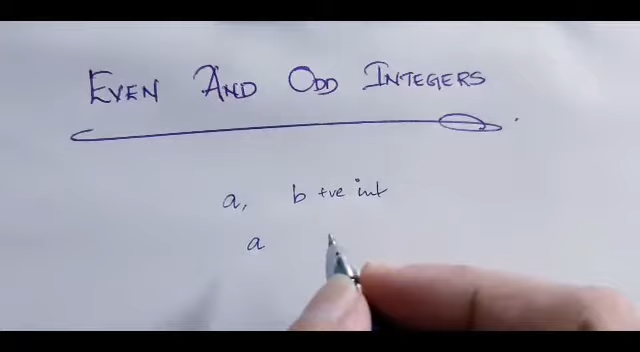 EVEN AND ODD INTEGERS
a, b +ve int
a